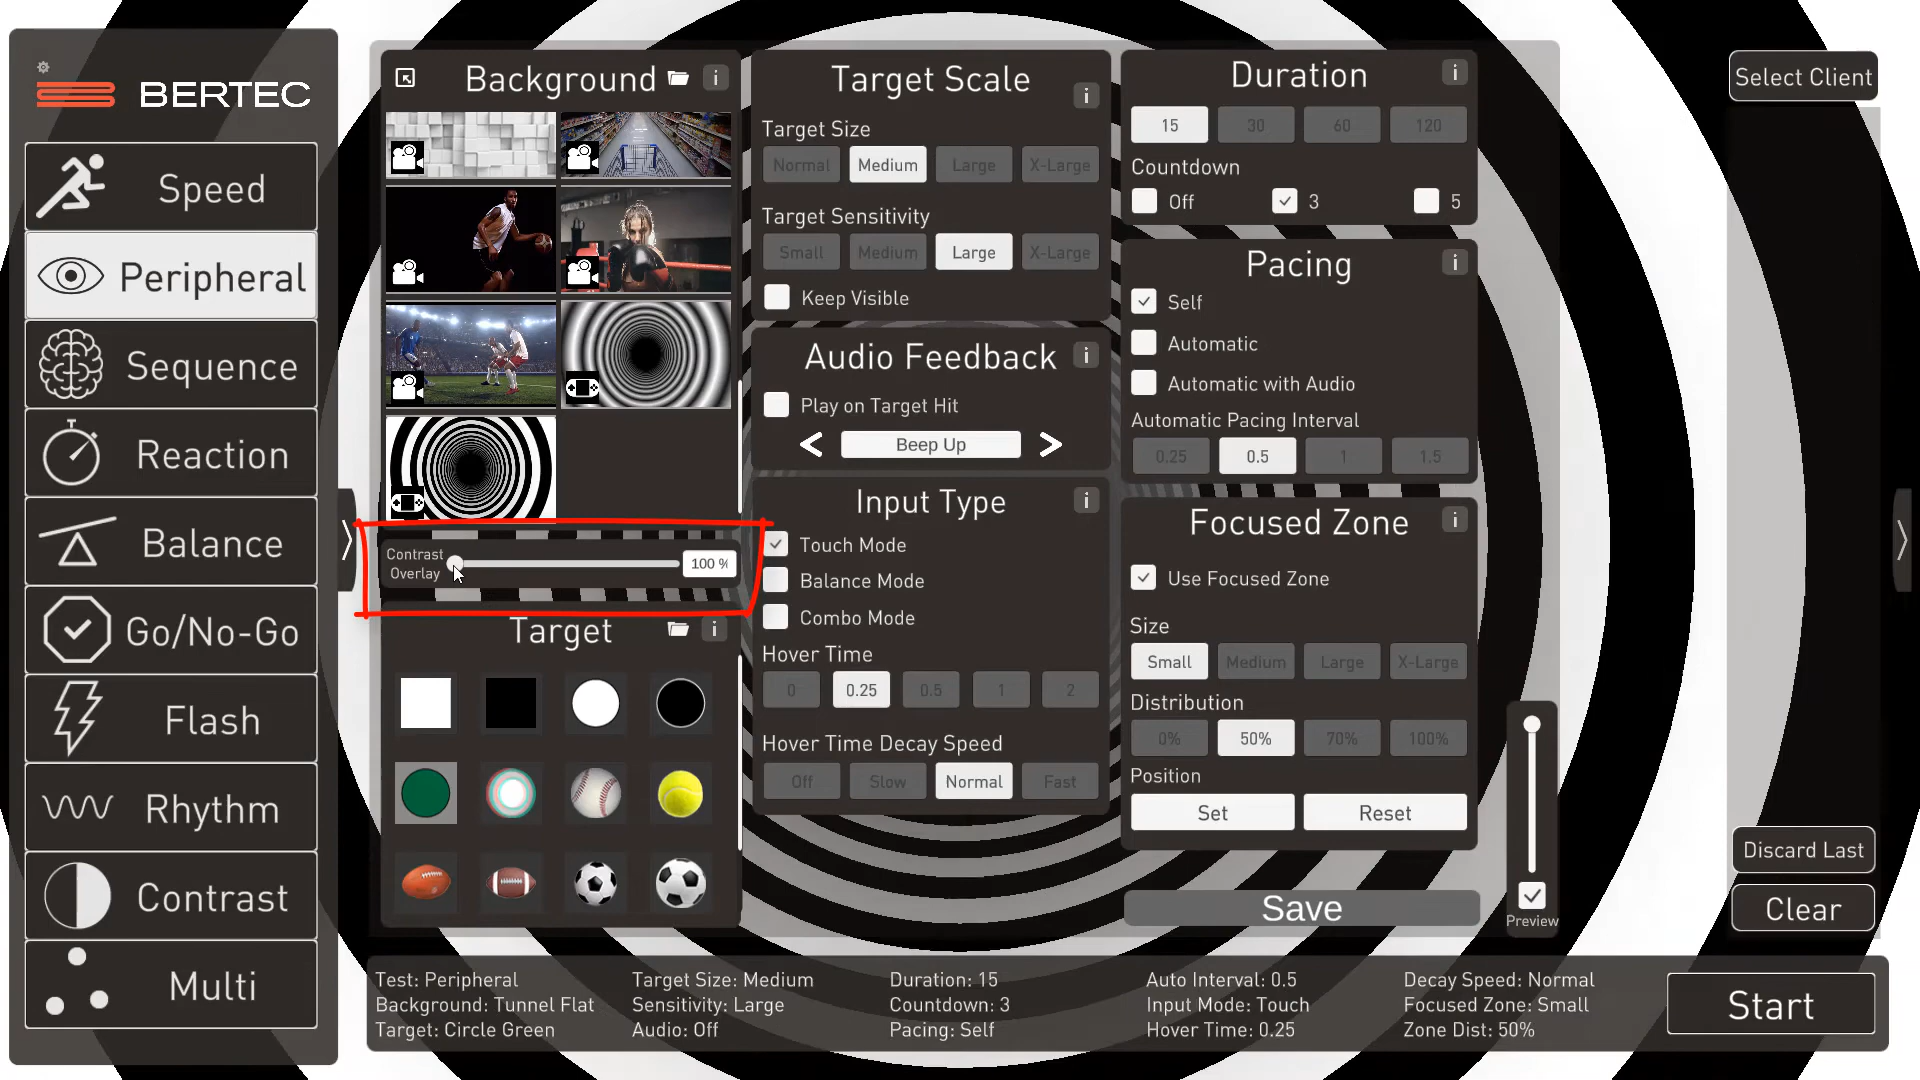 BERTEC
Speed
Peripheral
Sequence
Reaction
Balance
Go/No-Go
Flash
Rhythm
Contrast
Multi
Background
i
Contrast
Overlay
100 %
Target
i
Target Scale
i
Target Size
Normal Medium Large X-Large
Target Sensitivity
Small Medium Large X-Large
Keep Visible
Audio Feedback
i
Play on Target Hit
Beep Up
Input Type
i
Touch Mode
Balance Mode
Combo Mode
Hover Time
0 0.25 0.5 1 2
Hover Time Decay Speed
Off Slow Normal Fast
Duration
i
15 30 60 120
Countdown
Off 3 5
Pacing
i
Self
Automatic
Automatic with Audio
Automatic Pacing Interval
0.25 0.5 1 1.5
Focused Zone
i
Use Focused Zone
Size
Small Medium Large X-Large
Distribution
0% 50% 70% 100%
Position
Set Reset
Save
Preview
Select Client
Discard Last
Clear
Test: Peripheral
Background: Tunnel Flat
Target: Circle Green
Target Size: Medium
Sensitivity: Large
Audio: Off
Duration: 15
Countdown: 3
Pacing: Self
Auto Interval: 0.5
Input Mode: Touch
Hover Time: 0.25
Decay Speed: Normal
Focused Zone: Small
Zone Dist: 50%
Start